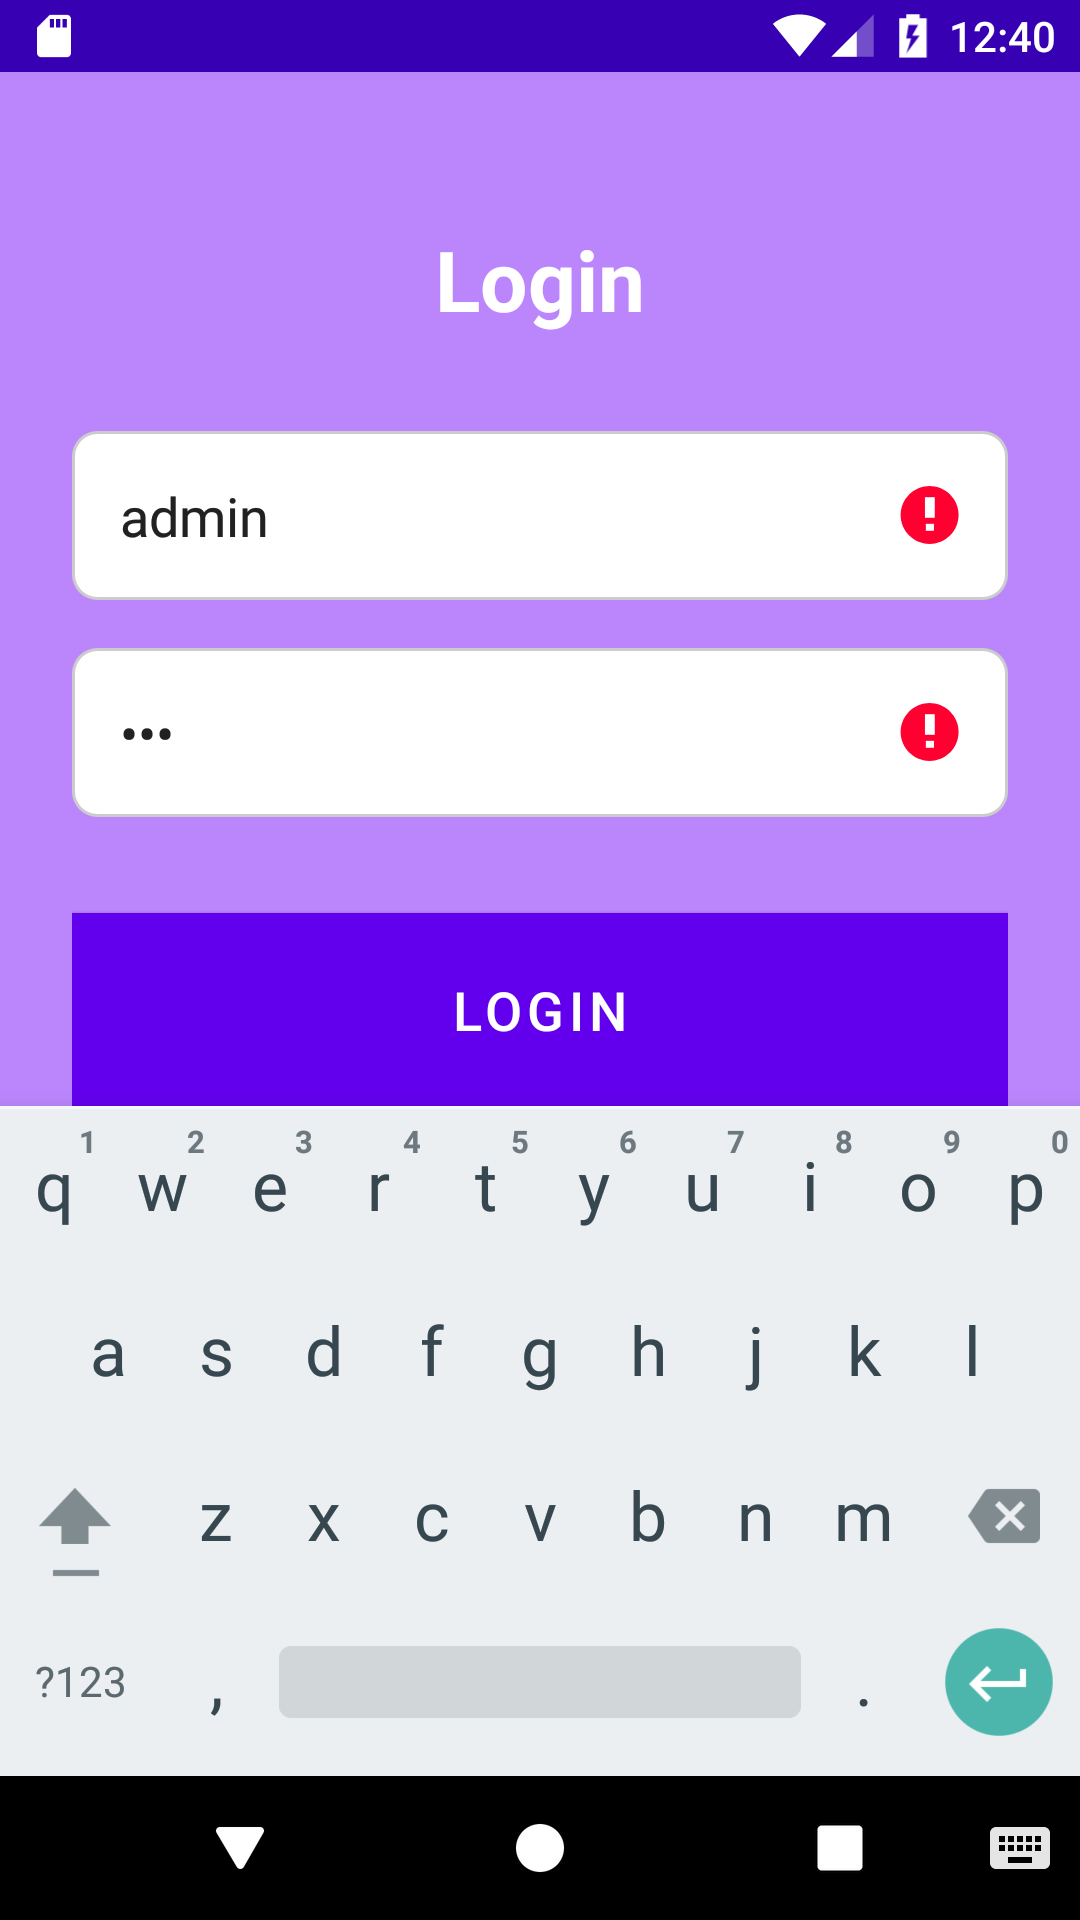 12:40
Login
admin
•••
LOGIN
1 2 3 4 5 6 7 8 9 0
q w e r t y u i o p
a s d f g h j k l
z x c v b n m
?123 , .